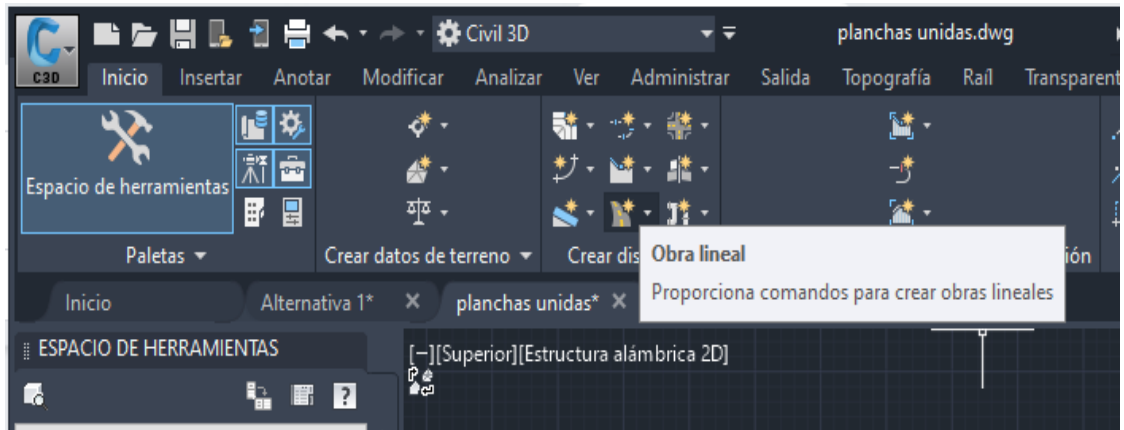 Civil 3D planchas unidas.dwg
C3D Inicio Insertar Anotar Modificar Analizar Ver Administrar Salida Topografía Raíl Transparent
Espacio de herramientas
Paletas Crear datos de terreno Crear dis ión
Obra lineal
Proporciona comandos para crear obras lineales
Inicio Alternativa 1* planchas unidas*
ESPACIO DE HERRAMIENTAS
[−][Superior][Estructura alámbrica 2D]